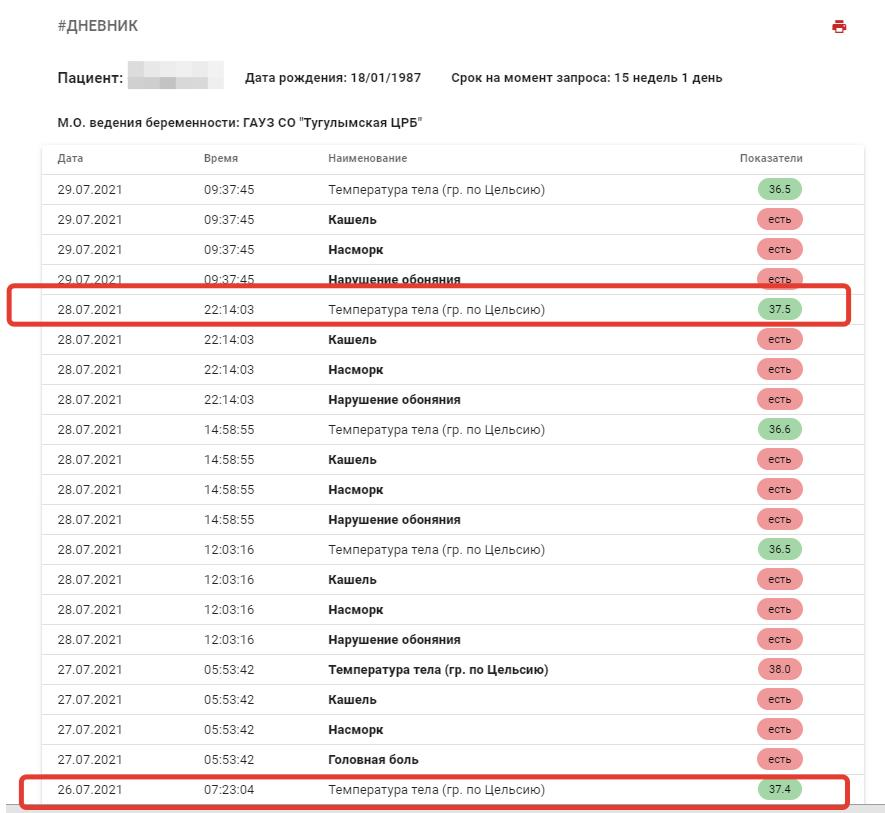 #ДНЕВНИК
Пациент: Дата рождения: 18/01/1987 Срок на момент запроса: 15 недель 1 день
М.О. ведения беременности: ГАУЗ СО "Тугулымская ЦРБ"
Дата Время Наименование Показатели
29.07.2021 09:37:45 Температура тела (гр. по Цельсию) 36.5
29.07.2021 09:37:45 Кашель есть
29.07.2021 09:37:45 Насморк есть
29.07.2021 09:37:45 Нарушение обоняния есть
28.07.2021 22:14:03 Температура тела (гр. по Цельсию) 37.5
28.07.2021 22:14:03 Кашель есть
28.07.2021 22:14:03 Насморк есть
28.07.2021 22:14:03 Нарушение обоняния есть
28.07.2021 14:58:55 Температура тела (гр. по Цельсию) 36.6
28.07.2021 14:58:55 Кашель есть
28.07.2021 14:58:55 Насморк есть
28.07.2021 14:58:55 Нарушение обоняния есть
28.07.2021 12:03:16 Температура тела (гр. по Цельсию) 36.5
28.07.2021 12:03:16 Кашель есть
28.07.2021 12:03:16 Насморк есть
28.07.2021 12:03:16 Нарушение обоняния есть
27.07.2021 05:53:42 Температура тела (гр. по Цельсию) 38.0
27.07.2021 05:53:42 Кашель есть
27.07.2021 05:53:42 Насморк есть
27.07.2021 05:53:42 Головная боль есть
26.07.2021 07:23:04 Температура тела (гр. по Цельсию) 37.4